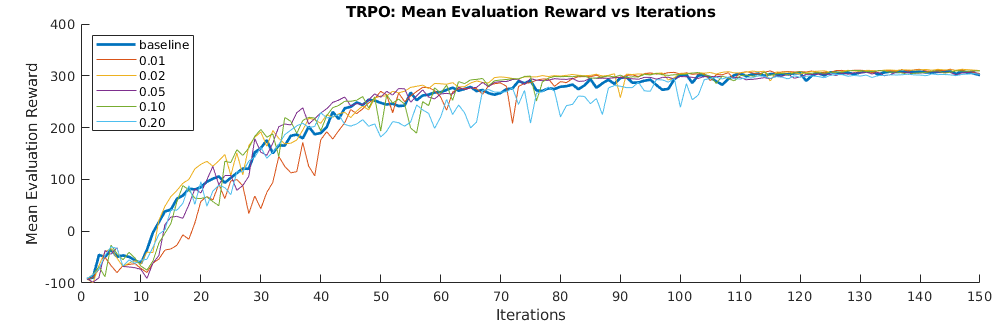 TRPO: Mean Evaluation Reward vs Iterations
400
300
200
100
0
-100
Mean Evaluation Reward
baseline
0.01
0.02
0.05
0.10
0.20
0 10 20 30 40 50 60 70 80 90 100 110 120 130 140 150
Iterations